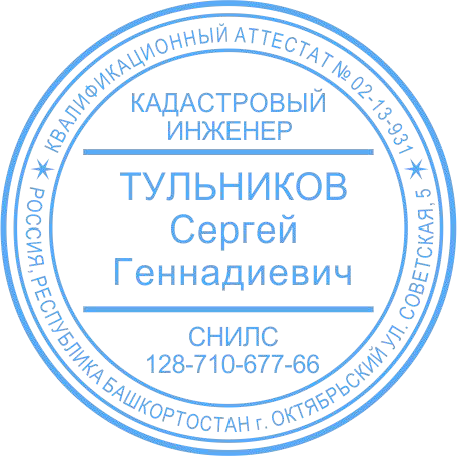 КВАЛИФИКАЦИОННЫЙ АТТЕСТАТ № 02-13-931
КАДАСТРОВЫЙ
ИНЖЕНЕР
ТУЛЬНИКОВ
Сергей
Геннадиевич
СНИЛС
128-710-677-66
РОССИЯ, РЕСПУБЛИКА БАШКОРТОСТАН г. ОКТЯБРЬСКИЙ УЛ. СОВЕТСКАЯ, 5